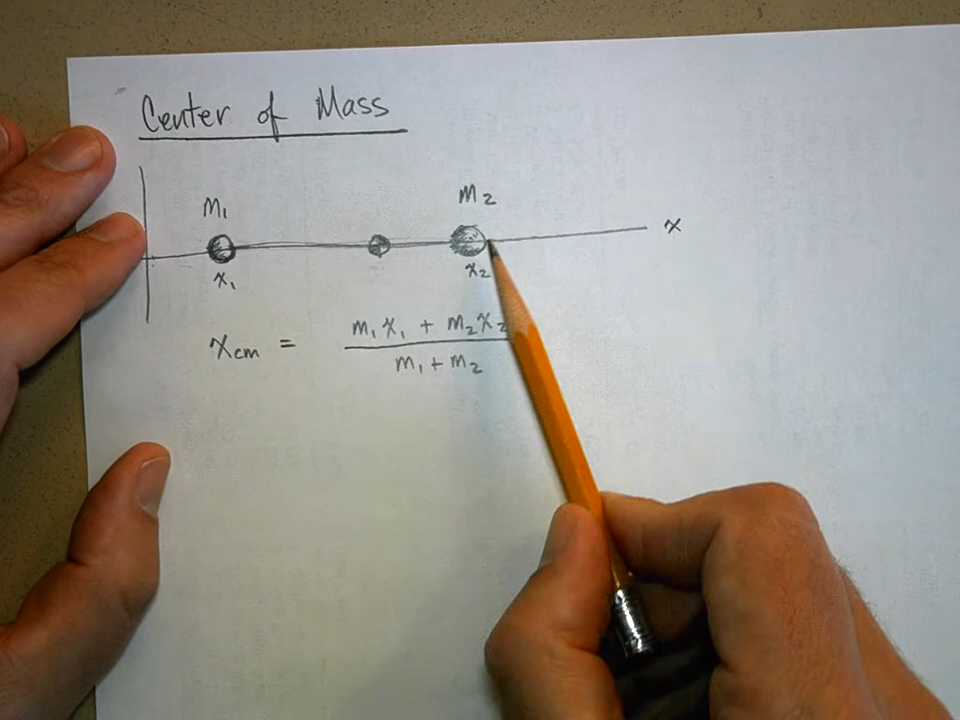 Center of Mass
m₁ m₂
x
x₁ x₂
x_cm = (m₁x₁ + m₂x₂) / (m₁ + m₂)